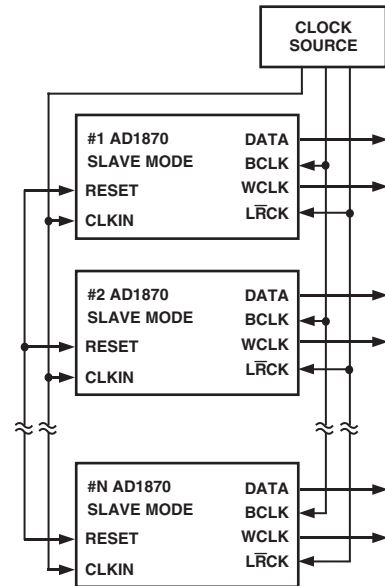 CLOCK
SOURCE
#1 AD1870
SLAVE MODE
RESET
CLKIN
DATA
BCLK
WCLK
LR̅CK
#2 AD1870
SLAVE MODE
RESET
CLKIN
DATA
BCLK
WCLK
LR̅CK
#N AD1870
SLAVE MODE
RESET
CLKIN
DATA
BCLK
WCLK
LR̅CK